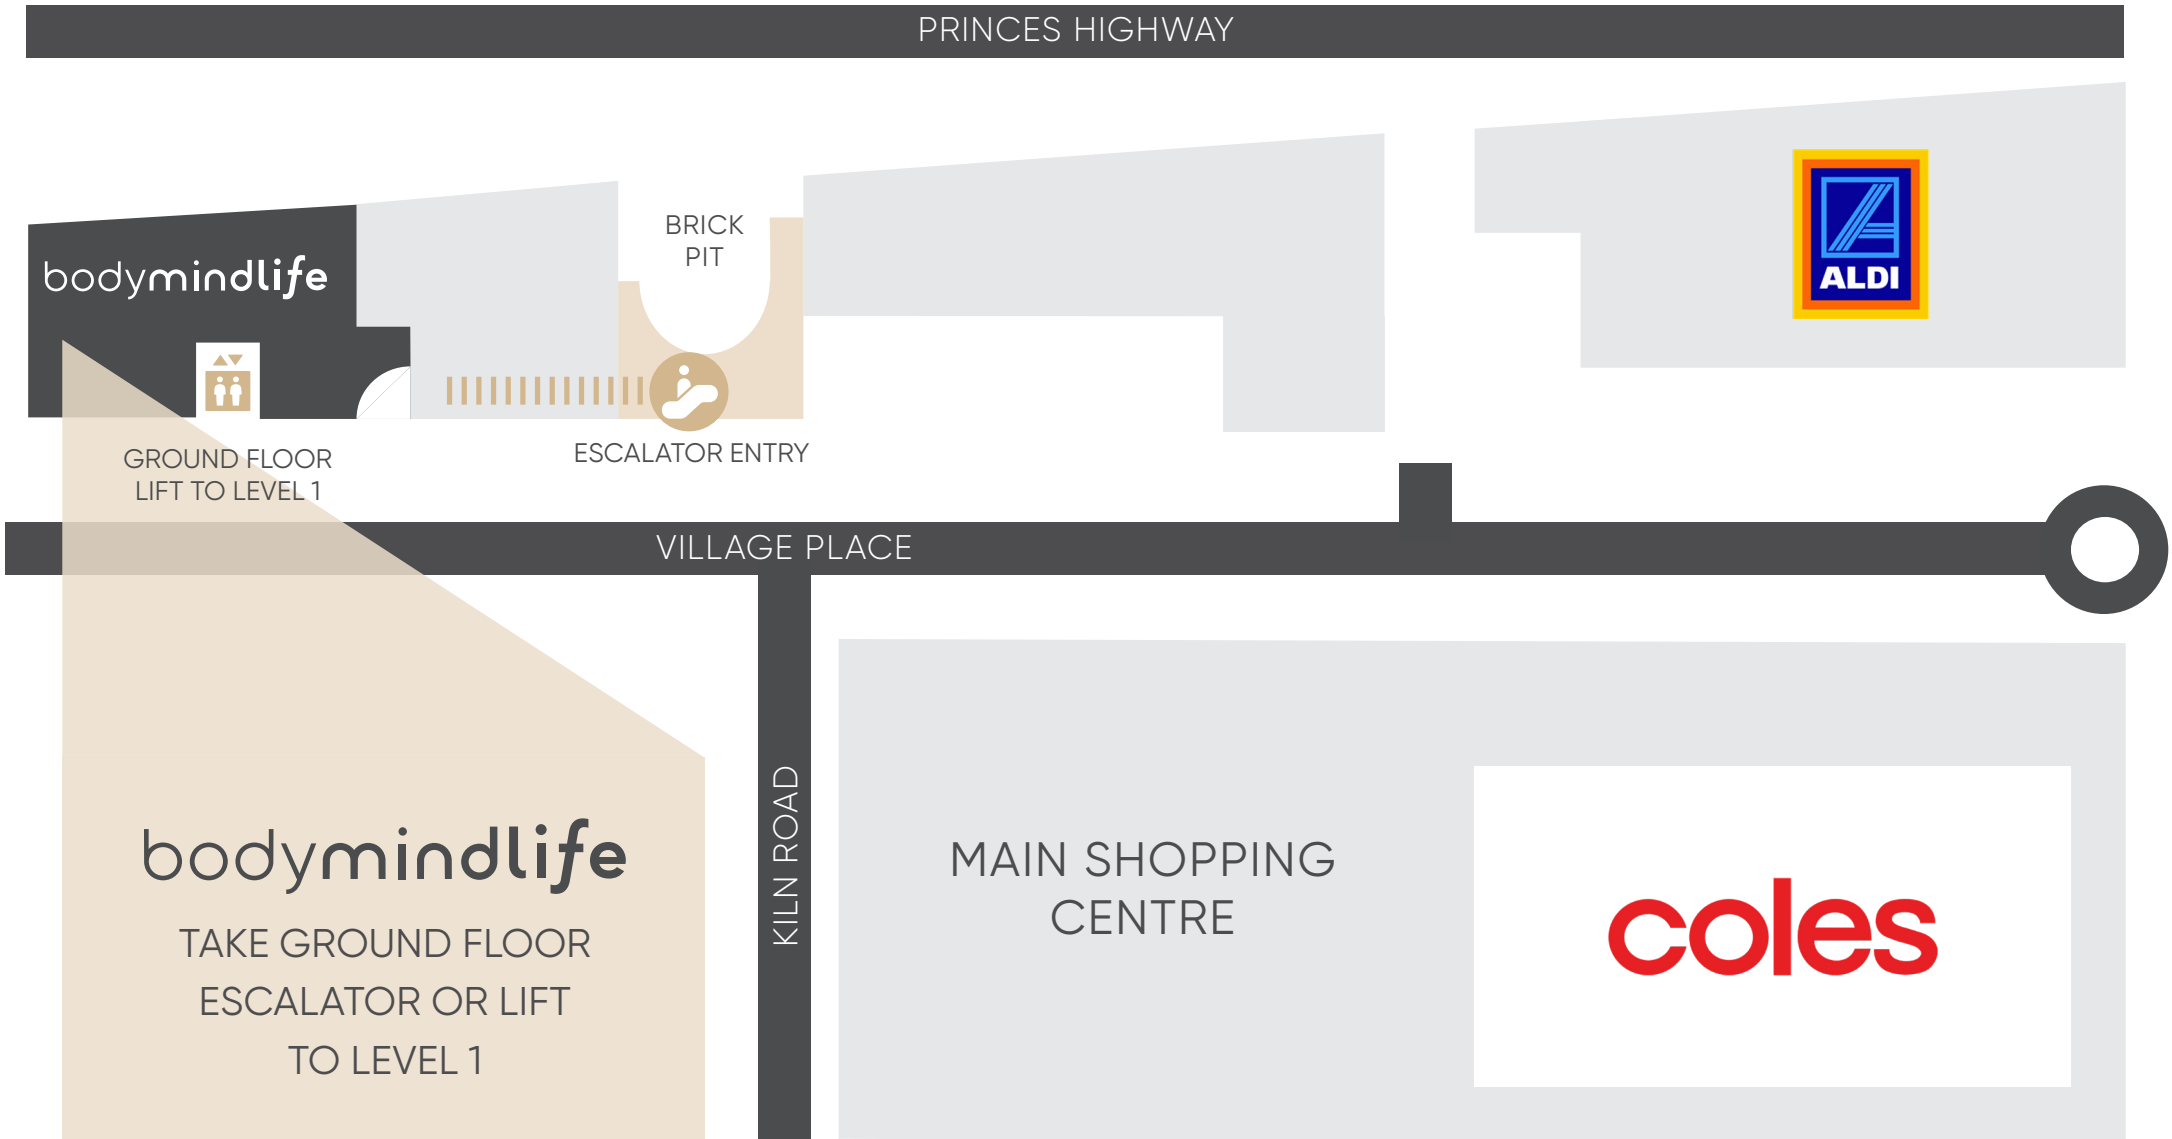 PRINCES HIGHWAY
BRICK
PIT
bodymindlife
ALDI
ESCALATOR ENTRY
GROUND FLOOR
LIFT TO LEVEL 1
VILLAGE PLACE
KILN ROAD
bodymindlife
TAKE GROUND FLOOR
ESCALATOR OR LIFT
TO LEVEL 1
MAIN SHOPPING
CENTRE
coles